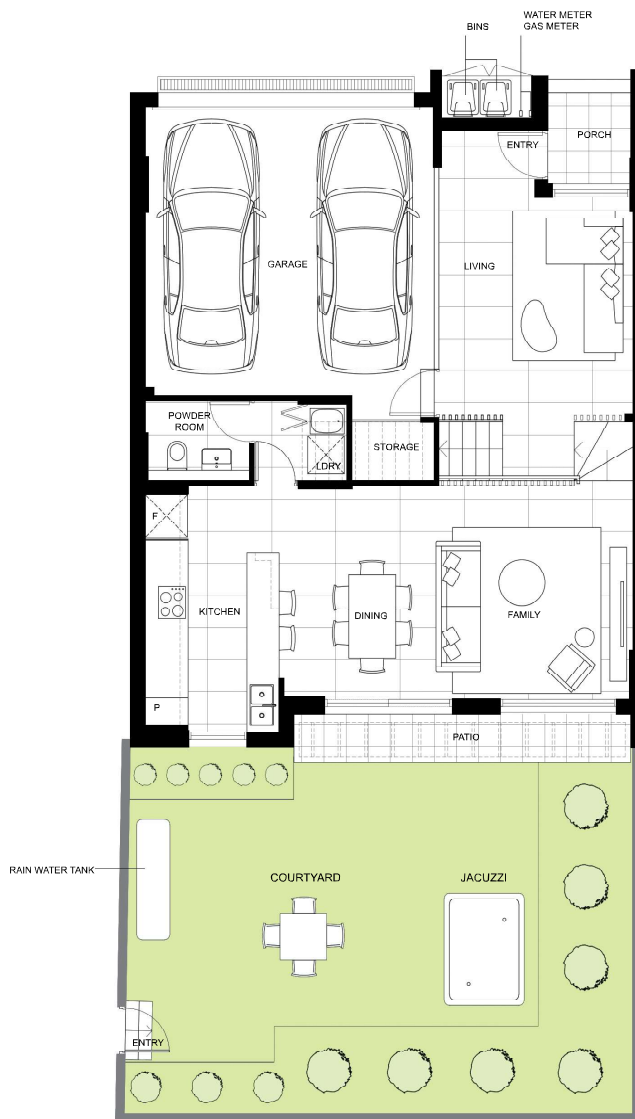 WATER METER
GAS METER
BINS
PORCH
ENTRY
GARAGE
LIVING
POWDER
ROOM
STORAGE
LDRY
F
KITCHEN
DINING
FAMILY
P
PATIO
RAIN WATER TANK
COURTYARD
JACUZZI
ENTRY